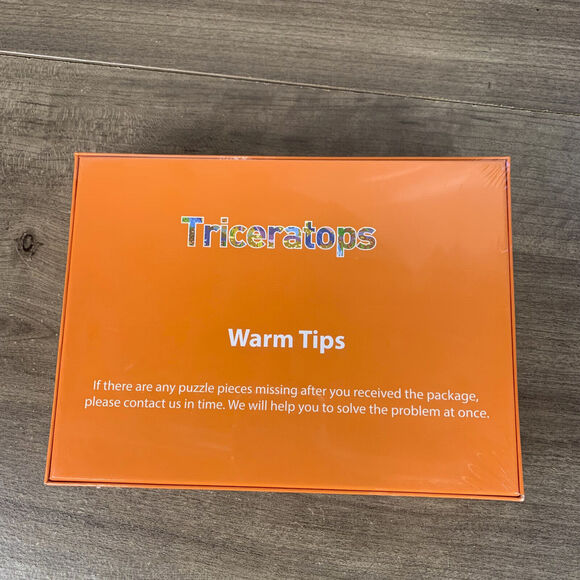 Triceratops
Warm Tips
If there are any puzzle pieces missing after you received the package,
please contact us in time. We will help you to solve the problem at once.